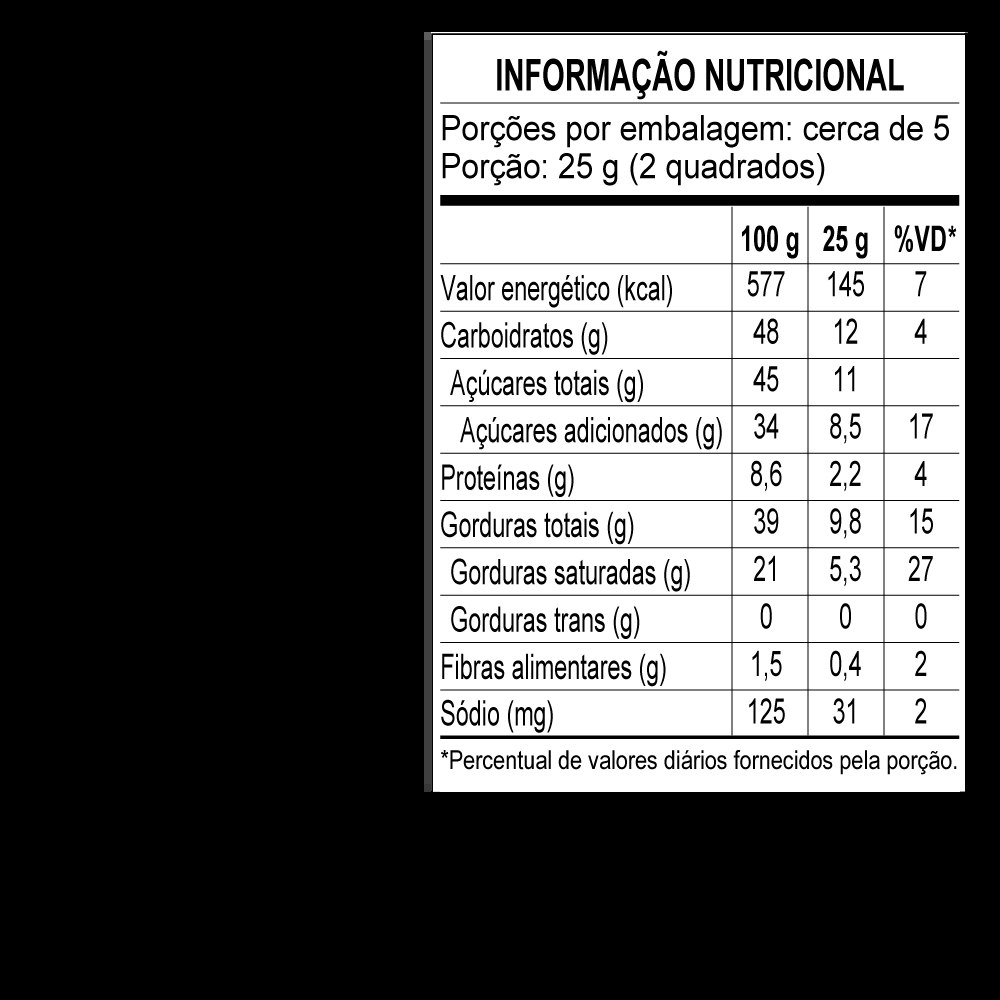 INFORMAÇÃO NUTRICIONAL
Porções por embalagem: cerca de 5
Porção: 25 g (2 quadrados)
100 g 25 g %VD*
Valor energético (kcal) 577 145 7
Carboidratos (g) 48 12 4
Açúcares totais (g) 45 11
Açúcares adicionados (g) 34 8,5 17
Proteínas (g) 8,6 2,2 4
Gorduras totais (g) 39 9,8 15
Gorduras saturadas (g) 21 5,3 27
Gorduras trans (g) 0 0 0
Fibras alimentares (g) 1,5 0,4 2
Sódio (mg) 125 31 2
*Percentual de valores diários fornecidos pela porção.